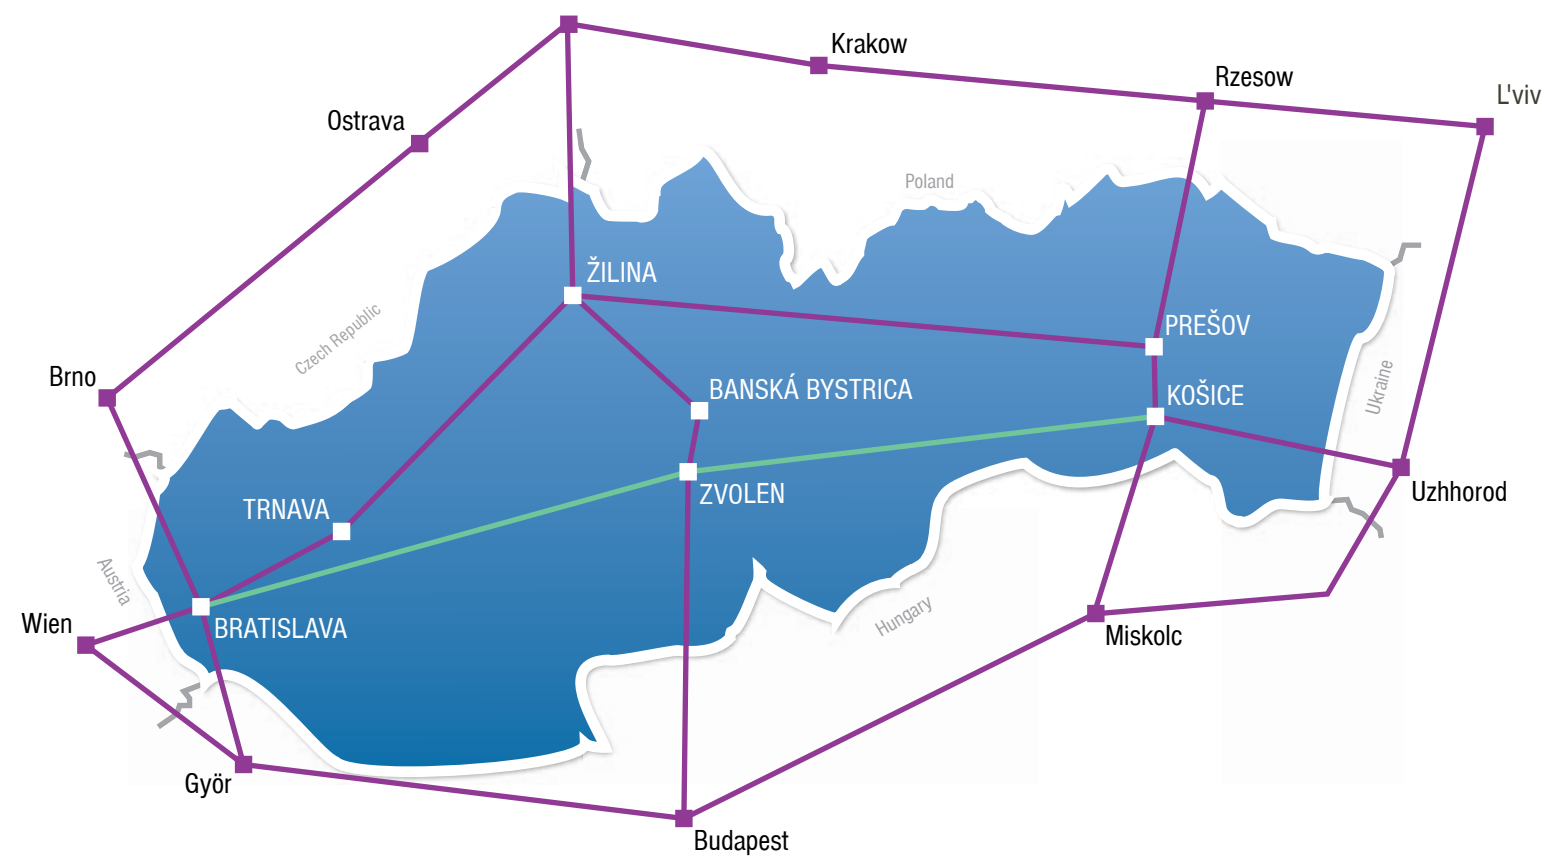 Krakow
Rzesow
L'viv
Ostrava
Poland
ŽILINA
Czech Republic
PREŠOV
Brno
BANSKÁ BYSTRICA
KOŠICE
Ukraine
TRNAVA
ZVOLEN
Uzhhorod
Austria
Wien
BRATISLAVA
Hungary
Miskolc
Györ
Budapest